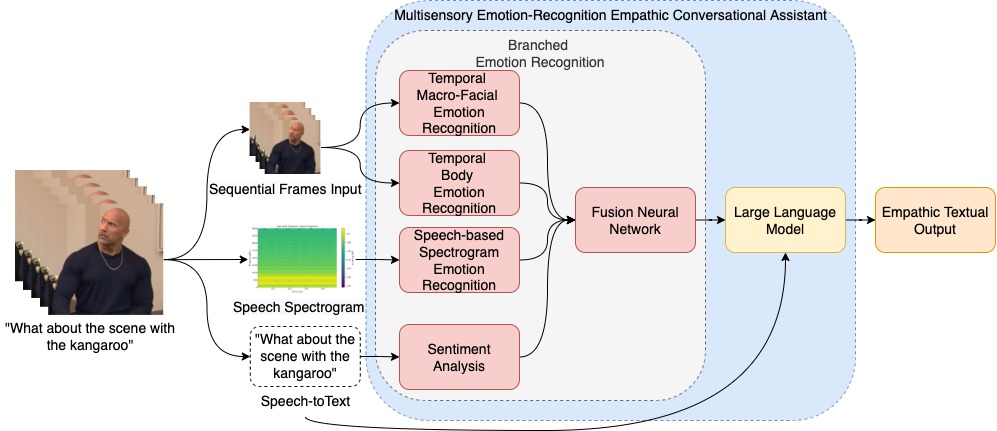 Multisensory Emotion-Recognition Empathic Conversational Assistant
Branched
Emotion Recognition
Temporal
Macro-Facial
Emotion
Recognition
Sequential Frames Input
Temporal
Body
Emotion
Recognition
Fusion Neural
Network
Large Language
Model
Empathic Textual
Output
Speech-based
Spectrogram
Emotion
Recognition
Speech Spectrogram
"What about the scene with
the kangaroo"
"What about the
scene with the
kangaroo"
Sentiment
Analysis
Speech-toText